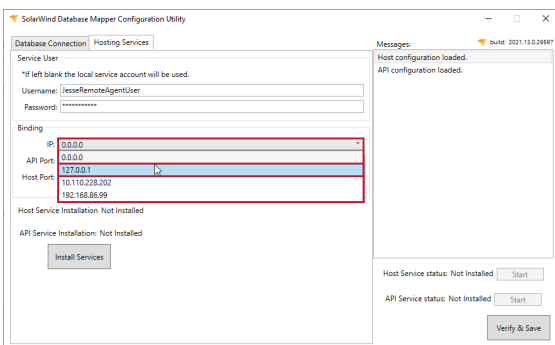 SolarWind Database Mapper Configuration Utility
Database Connection
Hosting Services
Messages:
build: 2021.11.0.29597
Service User
*If left blank the local service account will be used.
Username: JesseRemoteAgentUser
Password: ***********
Binding
IP: 0.0.0.0
API Port: 0.0.0.0
127.0.0.1
Host Port: 10.110.228.202
192.168.86.99
Host Service Installation Not Installed
API Service Installation: Not Installed
Install Services
Host configuration loaded.
API configuration loaded.
Host Service status: Not Installed Start
API Service status: Not Installed Start
Verify & Save